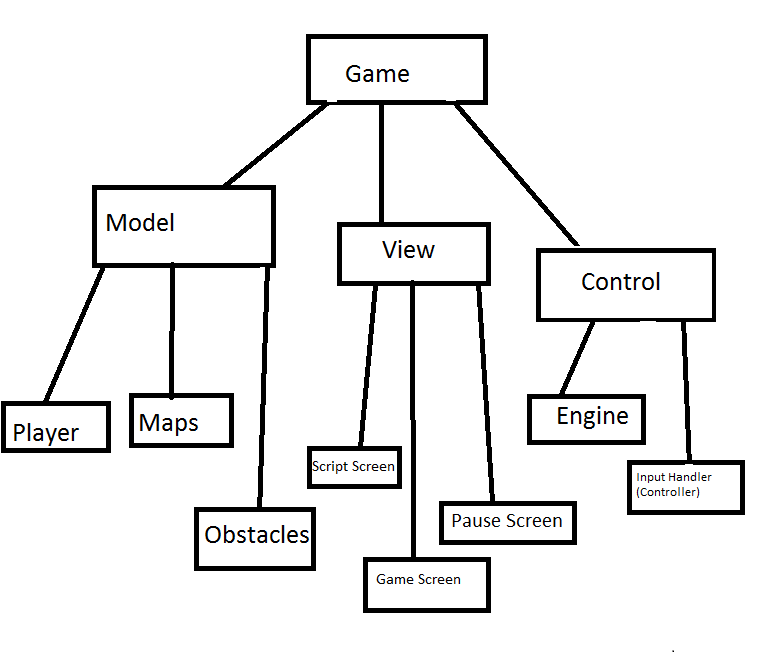 Game
Model
View
Control
Player
Maps
Engine
Script Screen
Input Handler
(Controller)
Obstacles
Pause Screen
Game Screen